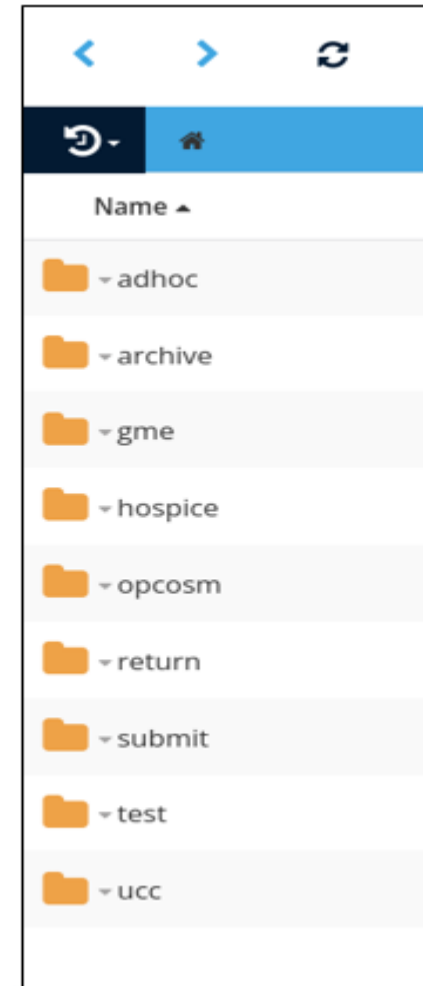 Name
adhoc
archive
gme
hospice
opcosm
return
submit
test
ucc